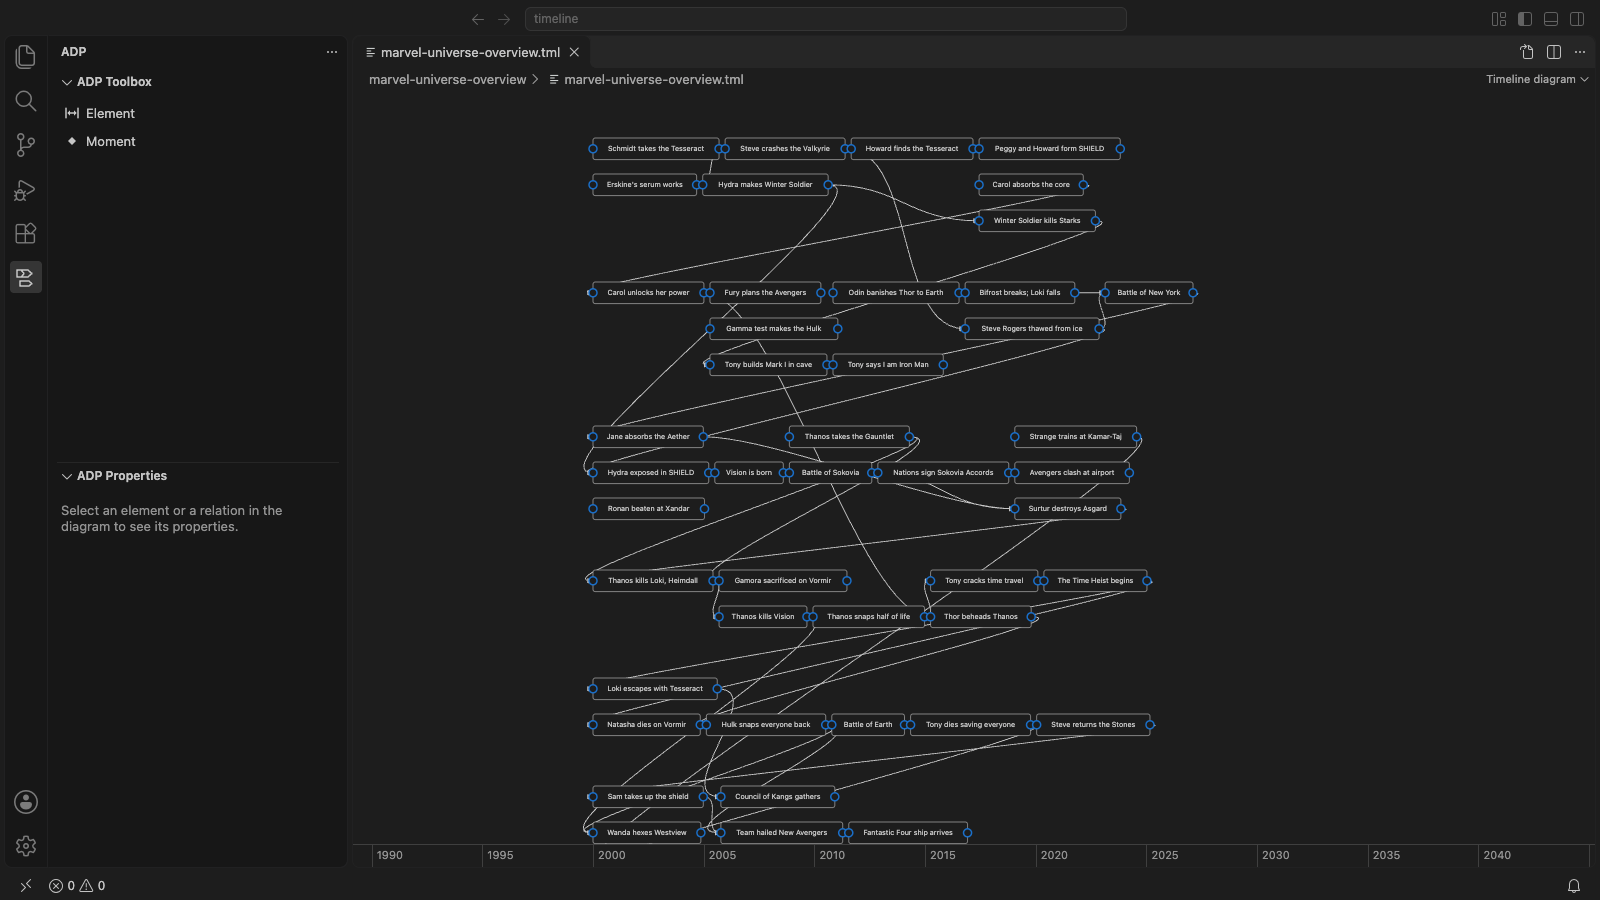 timeline
ADP
marvel-universe-overview.tml
marvel-universe-overview
marvel-universe-overview.tml
Timeline diagram
ADP Toolbox
Element
Moment
ADP Properties
Select an element or a relation in the
diagram to see its properties.
Schmidt takes the Tesseract
Steve crashes the Valkyrie
Howard finds the Tesseract
Peggy and Howard form SHIELD
Erskine's serum works
Hydra makes Winter Soldier
Carol absorbs the core
Winter Soldier kills Starks
Carol unlocks her power
Fury plans the Avengers
Odin banishes Thor to Earth
Bifrost breaks; Loki falls
Battle of New York
Gamma test makes the Hulk
Steve Rogers thawed from ice
Tony builds Mark I in cave
Tony says I am Iron Man
Jane absorbs the Aether
Thanos takes the Gauntlet
Strange trains at Kamar-Taj
Hydra exposed in SHIELD
Vision is born
Battle of Sokovia
Nations sign Sokovia Accords
Avengers clash at airport
Ronan beaten at Xandar
Surtur destroys Asgard
Thanos kills Loki, Heimdall
Gamora sacrificed on Vormir
Tony cracks time travel
The Time Heist begins
Thanos kills Vision
Thanos snaps half of life
Thor beheads Thanos
Loki escapes with Tesseract
Natasha dies on Vormir
Hulk snaps everyone back
Battle of Earth
Tony dies saving everyone
Steve returns the Stones
Sam takes up the shield
Council of Kangs gathers
Wanda hexes Westview
Team hailed New Avengers
Fantastic Four ship arrives
1990
1995
2000
2005
2010
2015
2020
2025
2030
2035
2040
0
0